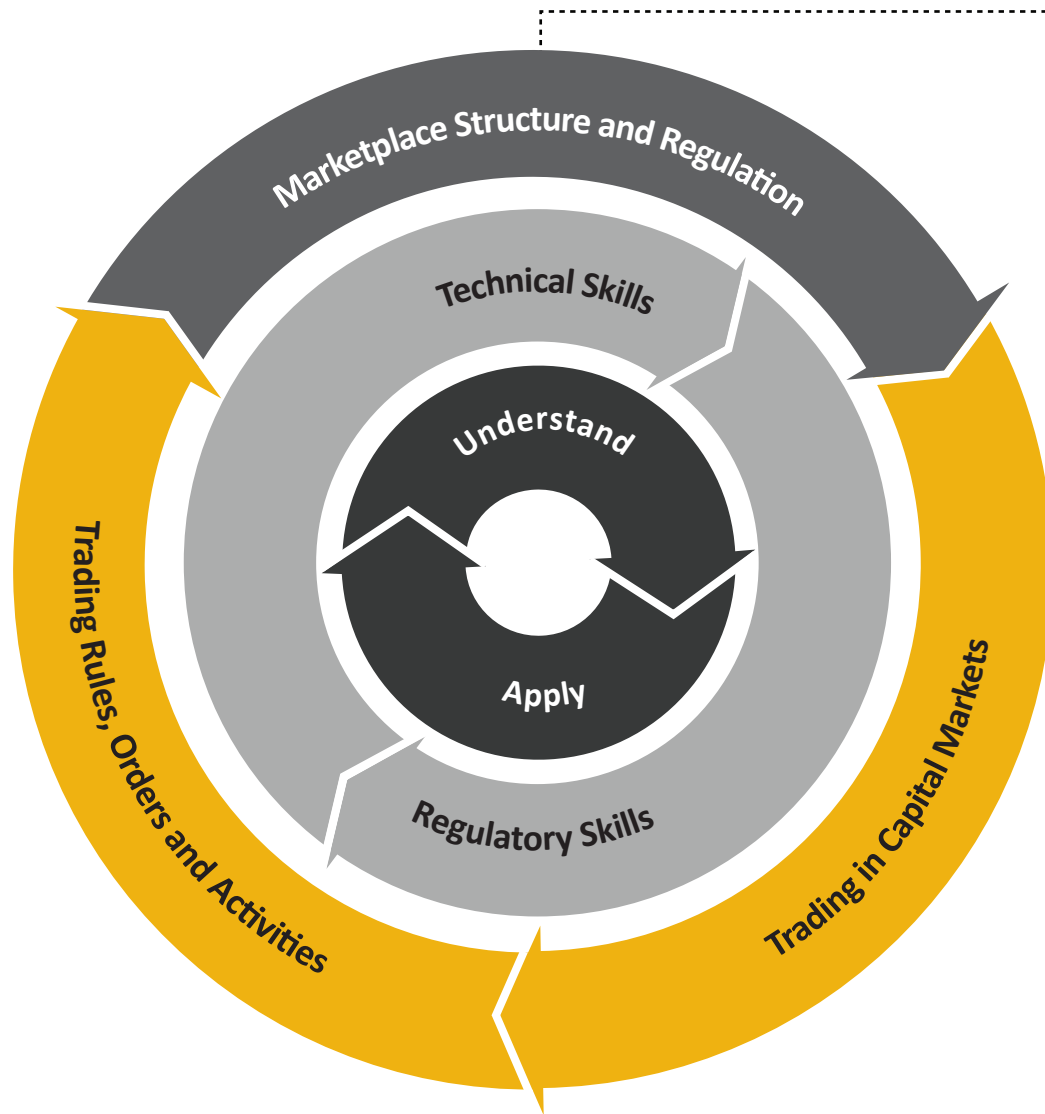 Marketplace Structure and Regulation
Technical Skills
Understand
Apply
Regulatory Skills
Trading Rules, Orders and Activities
Trading in Capital Markets